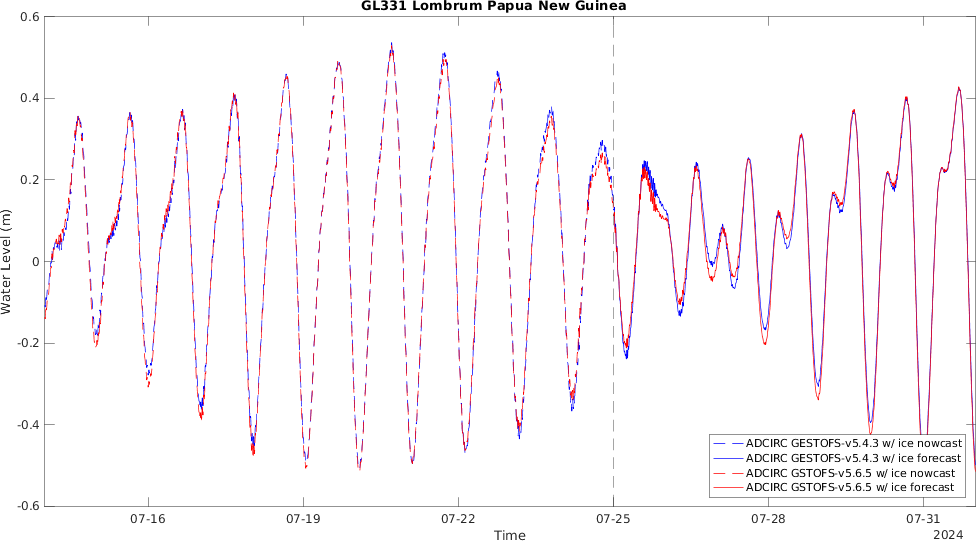 GL331 Lombrum Papua New Guinea
0.6
0.4
0.2
0
-0.2
-0.4
-0.6
Water Level (m)
07-16
07-19
07-22
07-25
07-28
07-31
2024
Time
ADCIRC GESTOFS-v5.4.3 w/ ice nowcast
ADCIRC GESTOFS-v5.4.3 w/ ice forecast
ADCIRC GSTOFS-v5.6.5 w/ ice nowcast
ADCIRC GSTOFS-v5.6.5 w/ ice forecast